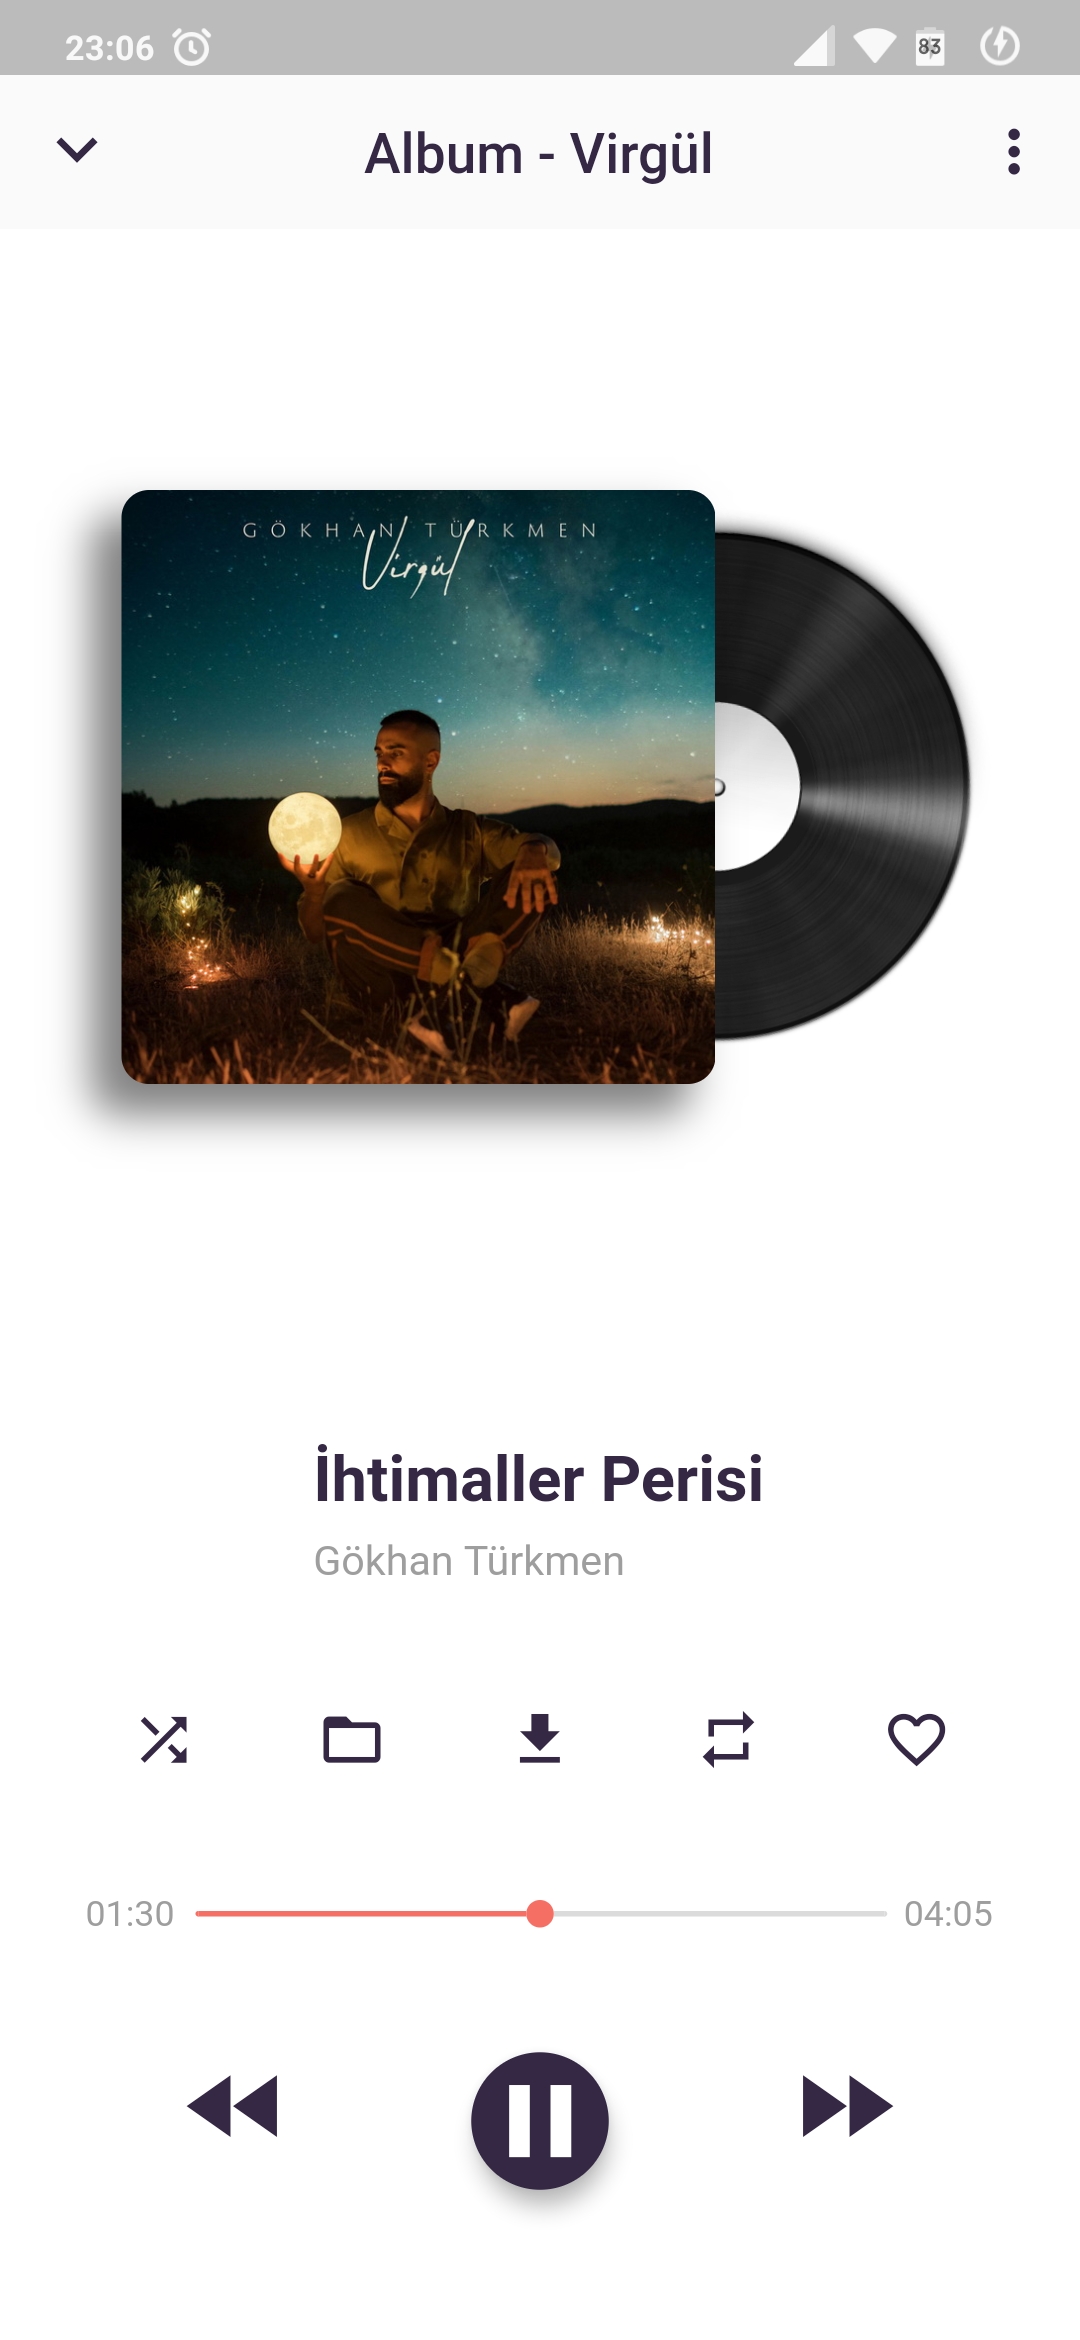 23:06
83
Album - Virgül
GÖKHAN TÜRKMEN
Virgül
İhtimaller Perisi
Gökhan Türkmen
01:30
04:05